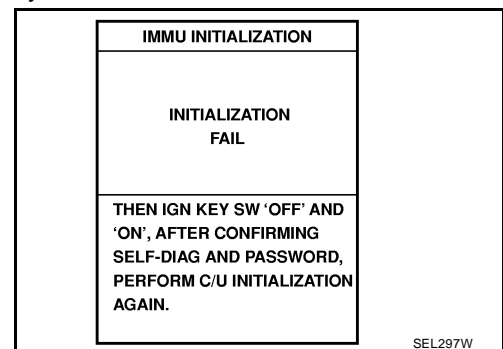 IMMU INITIALIZATION
INITIALIZATION
FAIL
THEN IGN KEY SW ‘OFF’ AND
‘ON’, AFTER CONFIRMING
SELF-DIAG AND PASSWORD,
PERFORM C/U INITIALIZATION
AGAIN.
SEL297W